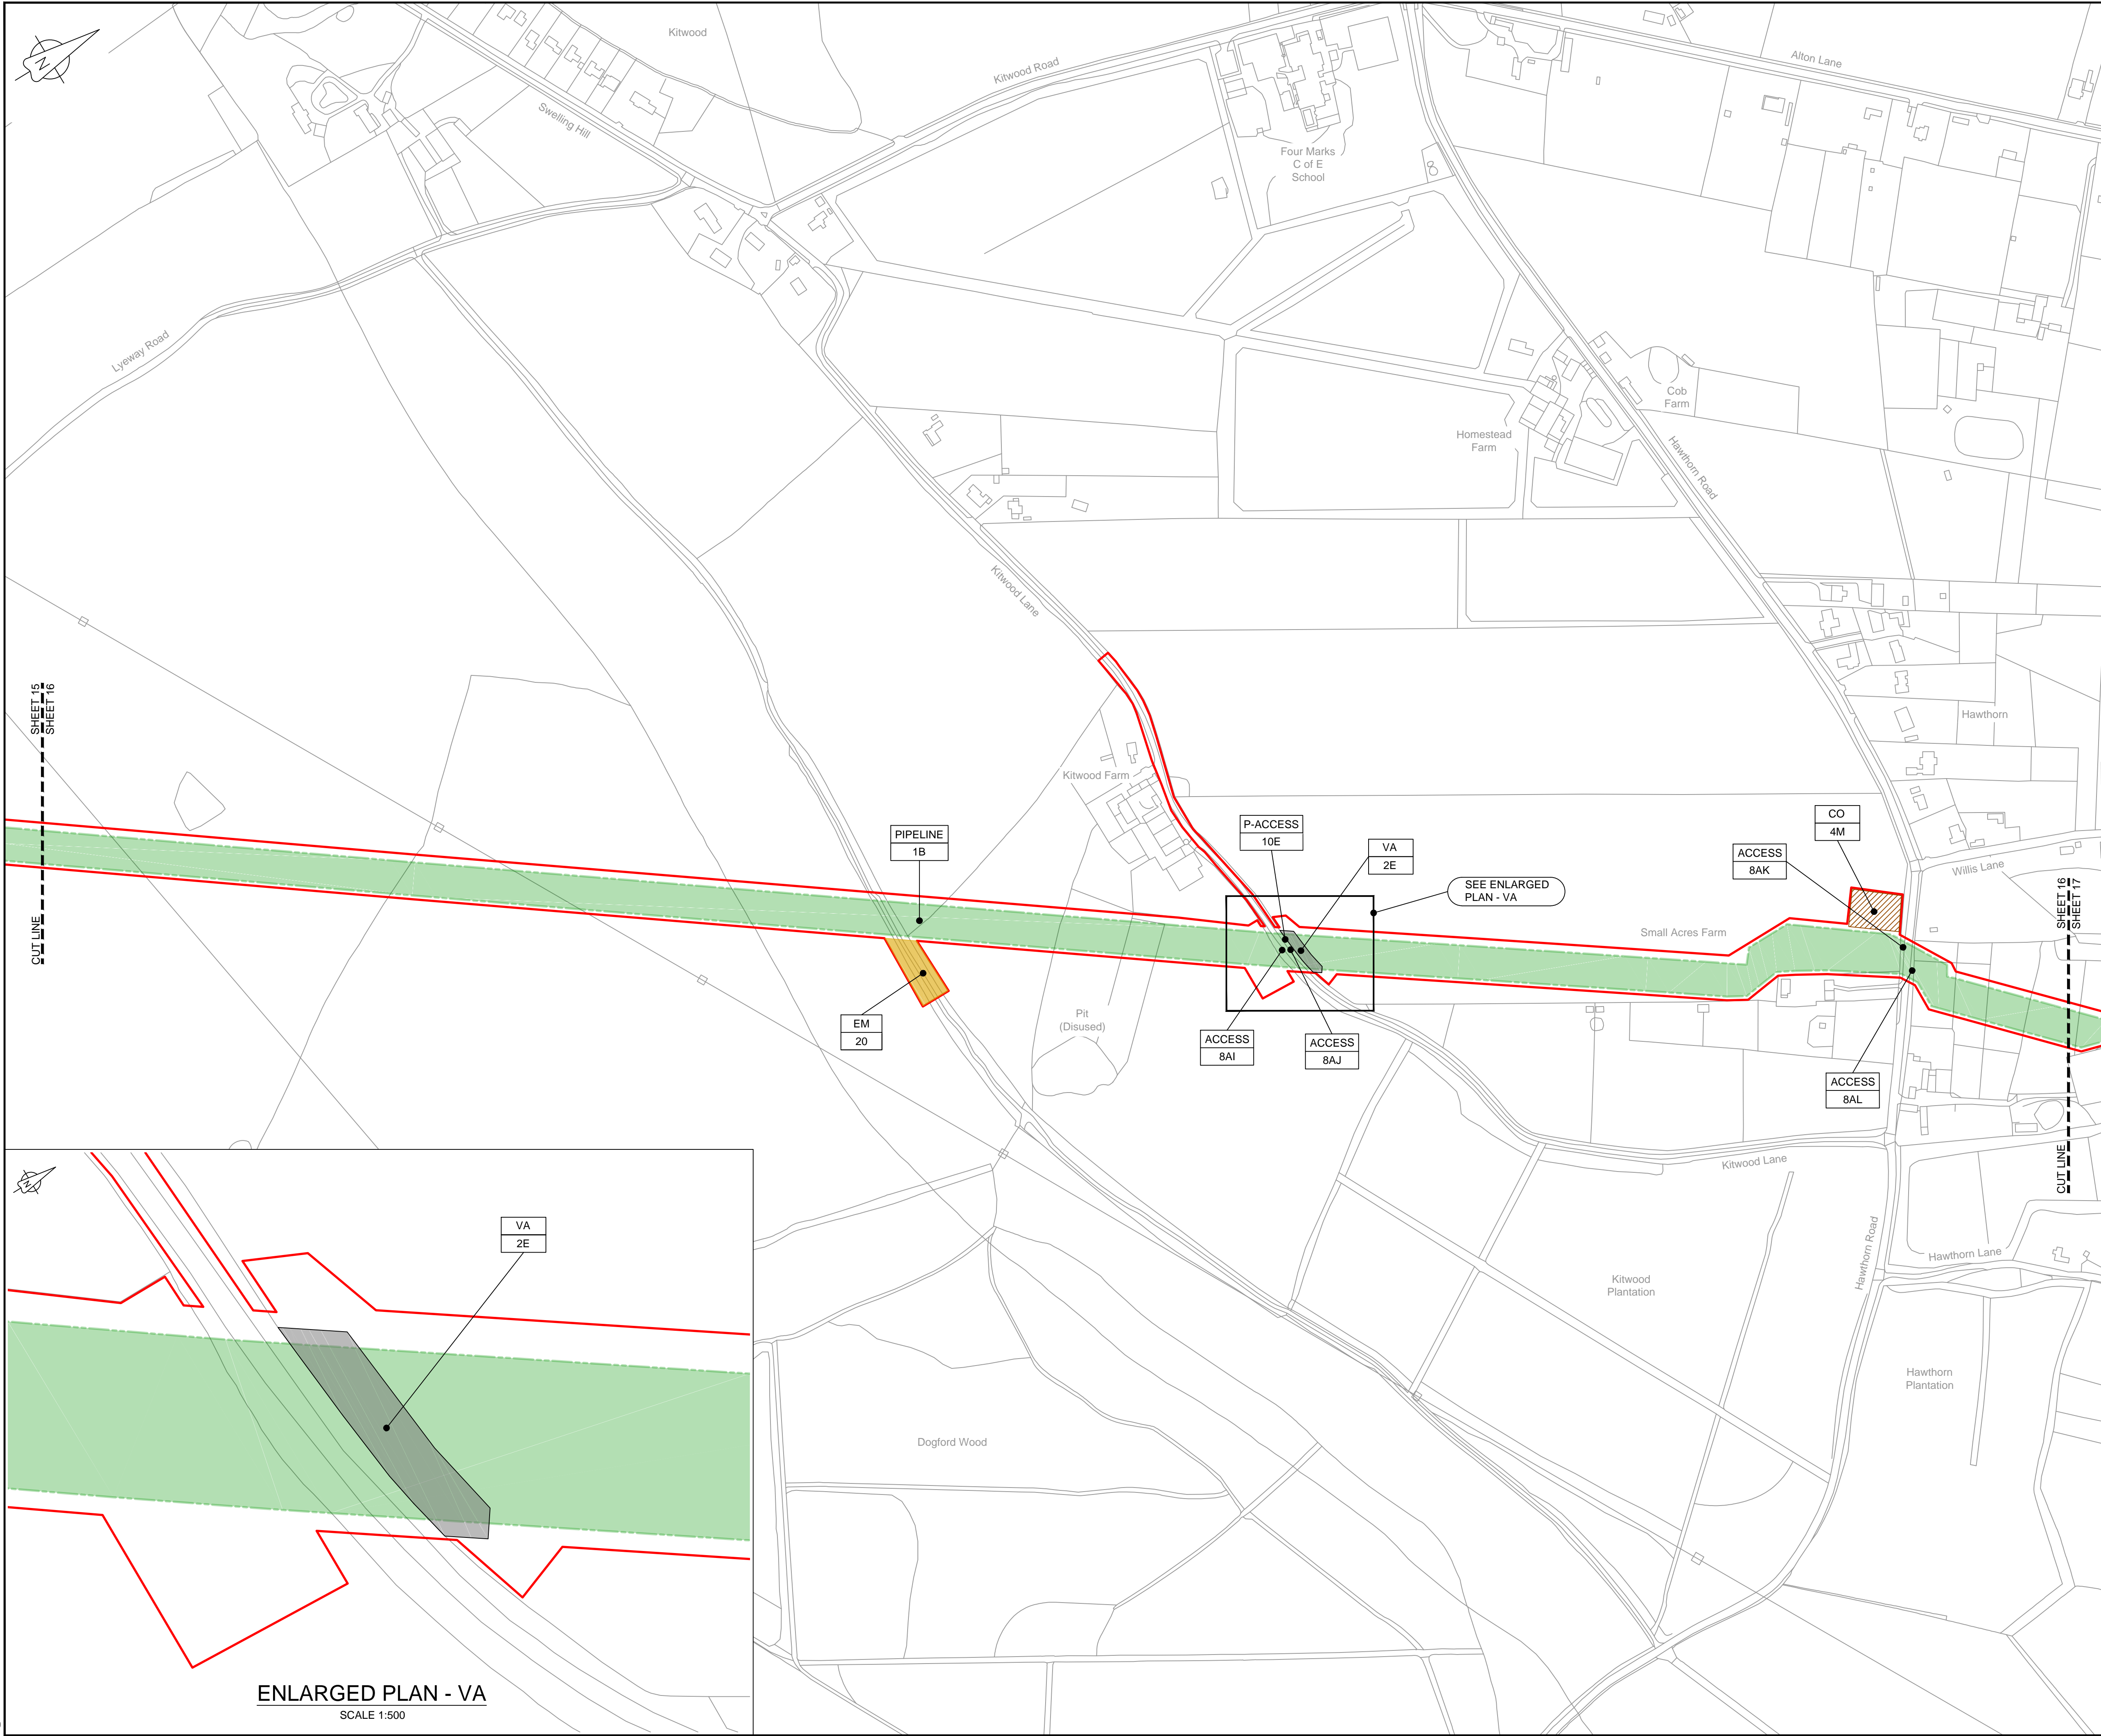 N
Kitwood
Swelling Hill
Kitwood Road
Four Marks
C of E
School
Alton Lane
Lyeway Road
Kitwood Lane
Homestead
Farm
Cob
Farm
Hawthorn Road
Hawthorn
SHEET 15
SHEET 16
CUT LINE
Kitwood Farm
PIPELINE
1B
P-ACCESS
10E
VA
2E
SEE ENLARGED
PLAN - VA
CO
4M
ACCESS
8AK
Willis Lane
SHEET 16
SHEET 17
CUT LINE
Small Acres Farm
EM
20
Pit
(Disused)
ACCESS
8AI
ACCESS
8AJ
ACCESS
8AL
Kitwood Lane
Hawthorn Road
Hawthorn Lane
Kitwood
Plantation
Hawthorn
Plantation
Dogford Wood
N
VA
2E
ENLARGED PLAN - VA
SCALE 1:500